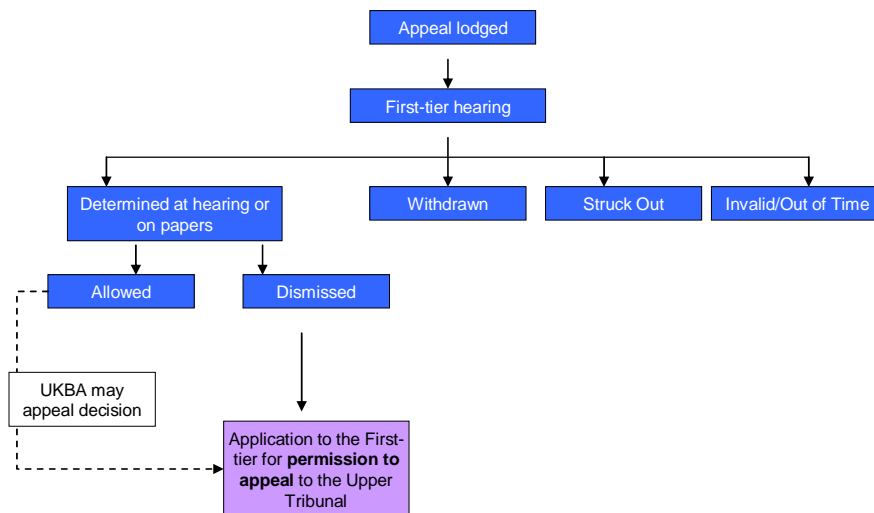 Appeal lodged
First-tier hearing
Determined at hearing or
on papers
Withdrawn
Struck Out
Invalid/Out of Time
Allowed
Dismissed
UKBA may
appeal decision
Application to the First-
tier for permission to
appeal to the Upper
Tribunal